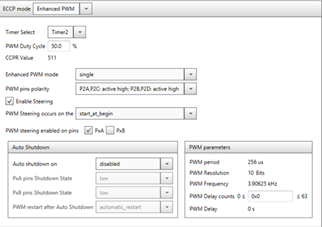 ECCP mode Enhanced PWM
Timer Select Timer2
PWM Duty Cycle 50.0 %
CCPR Value 511
Enhanced PWM mode single
PWM pins polarity P2A,P2C: active high; P2B,P2D: active high
Enable Steering
PWM Steering occurs on the start_at_begin
PWM steering enabled on pins PxA PxB
Auto Shutdown
Auto shutdown on disabled
PxA pins Shutdown State low
PxB pins Shutdown State low
PWM restart after Auto Shutdown automatic_restart
PWM parameters
PWM period 256 us
PWM Resolution 10 Bits
PWM Frequency 3.90625 kHz
PWM Delay counts 0 ≤ 0x0 ≤ 63
PWM Delay 0 s